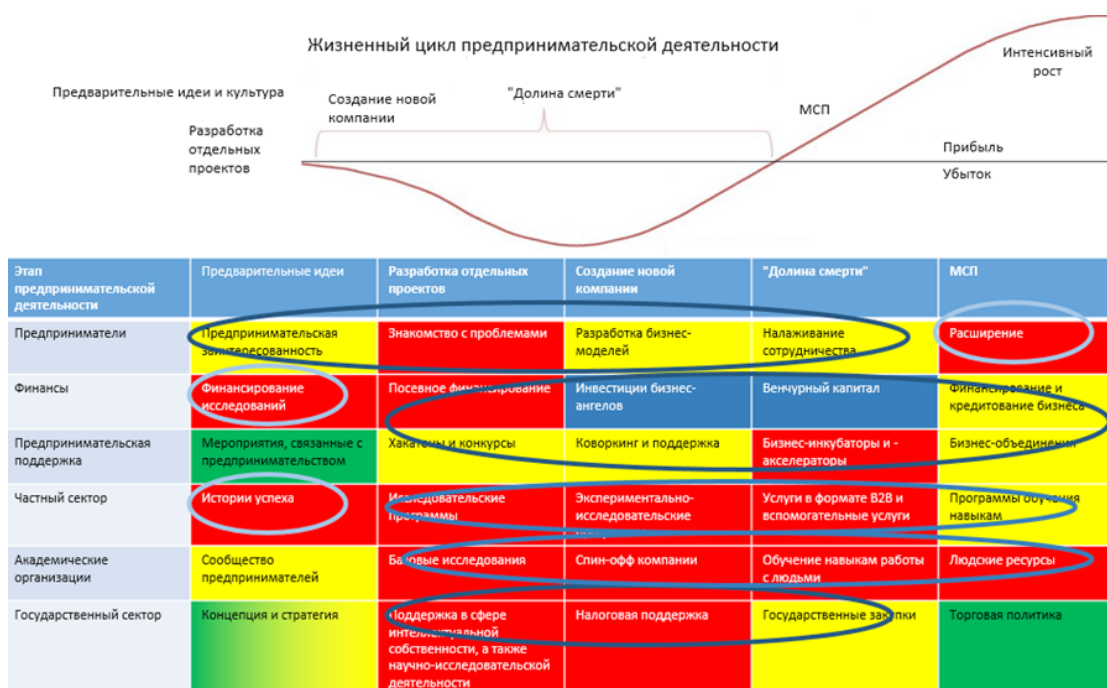 Жизненный цикл предпринимательской деятельности
Интенсивный
рост
Предварительные идеи и культура
Создание новой
компании
"Долина смерти"
МСП
Разработка
отдельных
проектов
Прибыль
Убыток
Этап
предпринимательской
деятельности
Предварительные идеи
Разработка отдельных
проектов
Создание новой
компании
"Долина смерти"
МСП
Предприниматели
Предпринимательская
заинтересованность
Знакомство с проблемами
Разработка бизнес-
моделей
Налаживание
сотрудничества
Расширение
Финансы
Финансирование
исследований
Посевное финансирование
Инвестиции бизнес-
ангелов
Венчурный капитал
Финансирование и
кредитование бизнеса
Предпринимательская
поддержка
Мероприятия, связанные с
предпринимательством
Хакатоны и конкурсы
Коворкинг и поддержка
Бизнес-инкубаторы и -
акселераторы
Бизнес-объединения
Частный сектор
Истории успеха
Исследовательские
программы
Экспериментально-
исследовательские
Услуги в формате B2B и
вспомогательные услуги
Программы обучения
навыкам
Академические
организации
Сообщество
предпринимателей
Базовые исследования
Спин-офф компании
Обучение навыкам работы
с людьми
Людские ресурсы
Государственный сектор
Концепция и стратегия
Поддержка в сфере
интеллектуальной
собственности, а также
научно-исследовательской
деятельности
Налоговая поддержка
Государственные закупки
Торговая политика